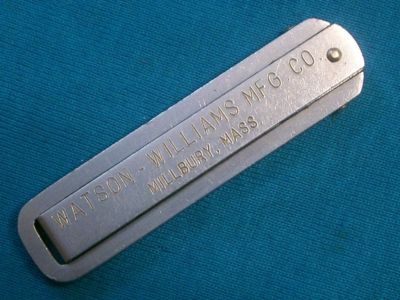 WATSON - WILLIAMS MFG CO.
MILLBURY, MASS